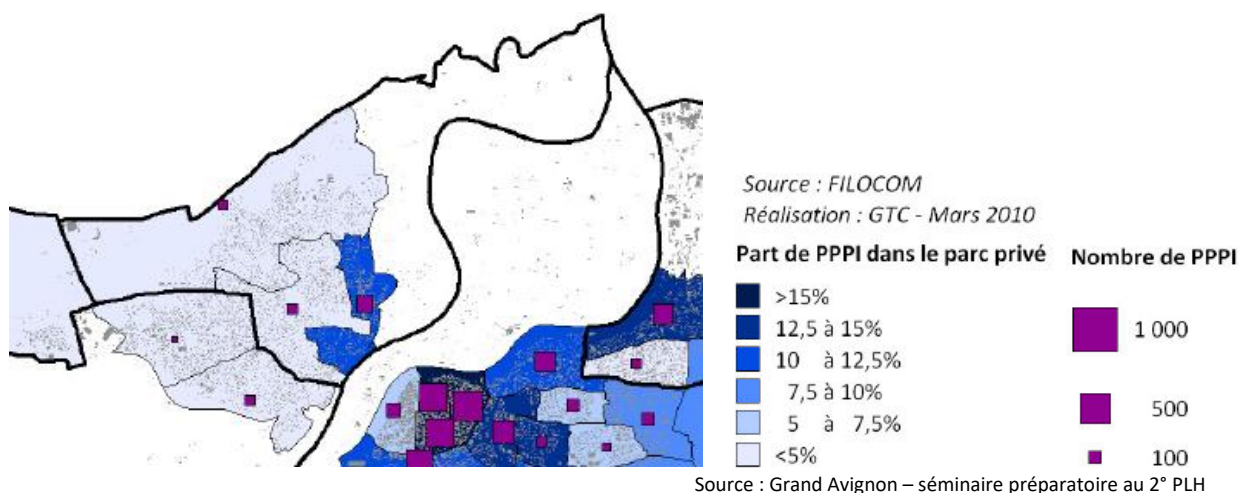 Source : FILOCOM
Réalisation : GTC - Mars 2010
Part de PPPI dans le parc privé
>15%
12,5 à 15%
10 à 12,5%
7,5 à 10%
5 à 7,5%
<5%
Nombre de PPPI
1 000
500
100
Source : Grand Avignon – séminaire préparatoire au 2° PLH